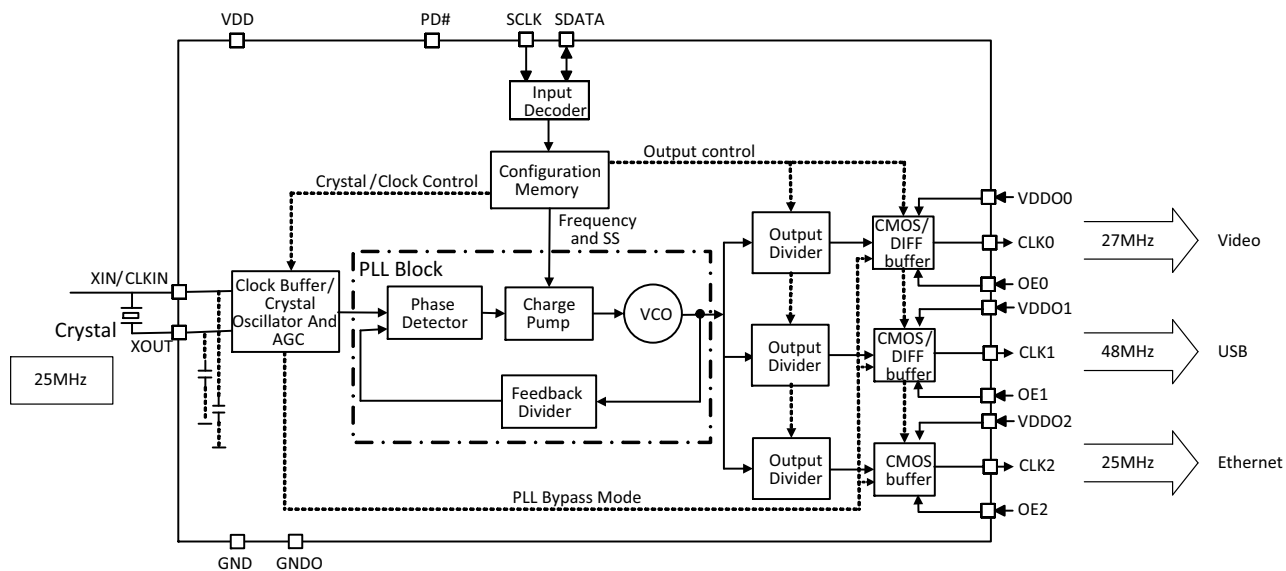 VDD
PD#
SCLK
SDATA
Input
Decoder
Configuration
Memory
Output control
Crystal /Clock Control
Frequency
and SS
PLL Block
XIN/ CLKIN
Crystal
XOUT
25MHz
Clock Buffer/
Crystal
Oscillator And
AGC
Phase
Detector
Charge
Pump
VCO
Feedback
Divider
PLL Bypass Mode
Output
Divider
Output
Divider
Output
Divider
CMOS/
DIFF
buffer
CMOS/
DIFF
buffer
CMOS
buffer
VDDO0
CLK0
OE0
VDDO1
CLK1
OE1
VDDO2
CLK2
OE2
27MHz
Video
48MHz
USB
25MHz
Ethernet
GND
GNDO